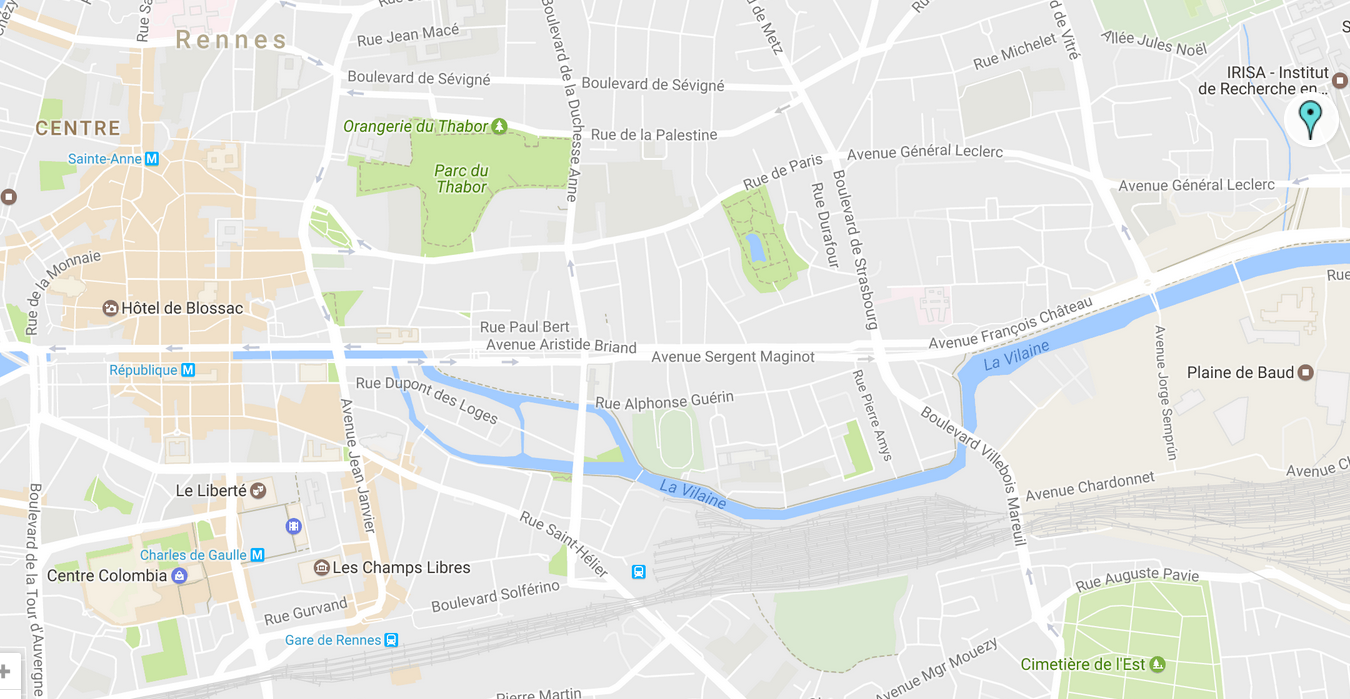 Rue Jean Macé
Rennes
Rue Michelet
Allée Jules Noël
Boulevard de Sévigné
Boulevard de Sévigné
IRISA - Institut
de Recherche en ..
Boulevard de la Duchesse Anne
de Metz
de Vitré
CENTRE
Orangerie du Thabor
Rue de la Palestine
Sainte-Anne M
Parc du
Thabor
Rue de Paris
Avenue Général Leclerc
Avenue Général Leclerc
Rue Durafour
Boulevard de Strasbourg
Rue de la Monnaie
Hôtel de Blossac
Rue Paul Bert
Avenue Aristide Briand
Avenue Sergent Maginot
Avenue François Château
La Vilaine
Rue
République M
Rue Dupont des Loges
Rue Alphonse Guérin
Rue Pierre Amys
Avenue Jorge Semprún
Plaine de Baud
Avenue Jean Janvier
Boulevard Villebois Mareuil
Le Liberté
La Vilaine
Avenue Chardonnet
Avenue
Boulevard de la Tour d'Auvergne
Rue Saint-Hélier
Charles de Gaulle M
Centre Colombia
Les Champs Libres
Rue Auguste Pavie
Rue Gurvand
Boulevard Solférino
Gare de Rennes
Avenue Mgr Mouezy
Cimetière de l'Est
Pierre Martin